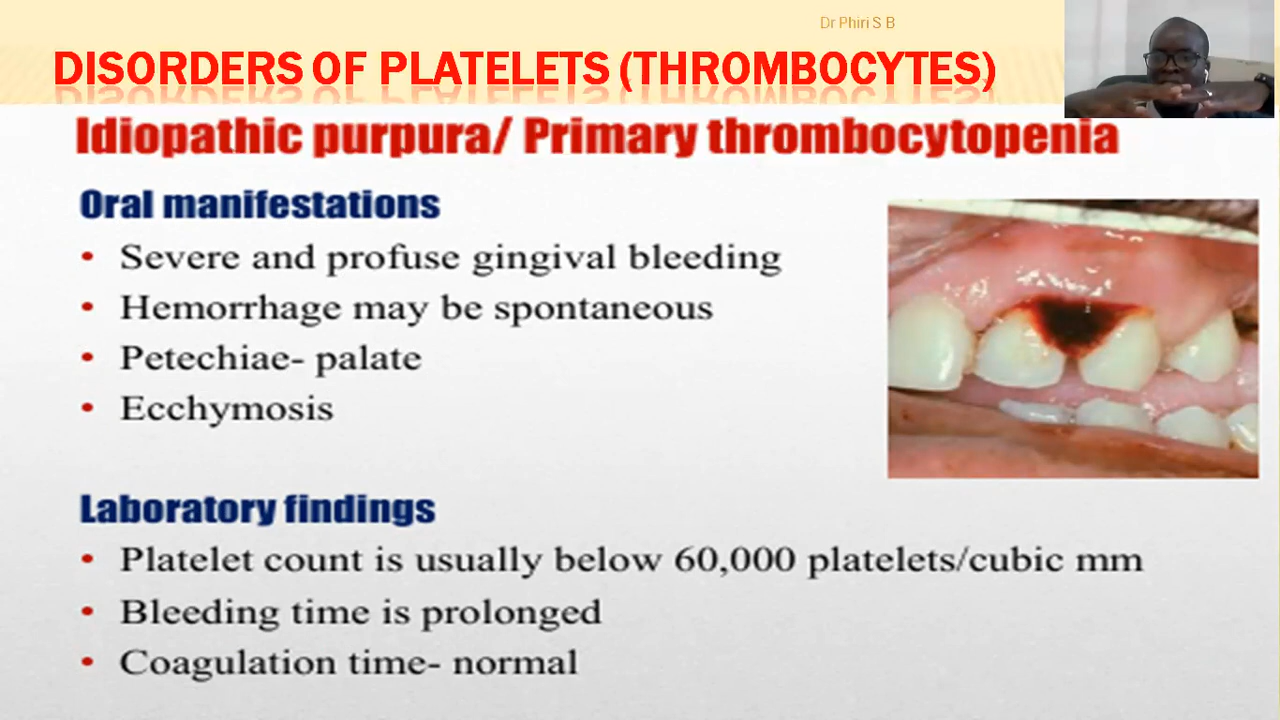 Dr Phiri S B
DISORDERS OF PLATELETS (THROMBOCYTES)
Idiopathic purpura/ Primary thrombocytopenia
Oral manifestations
• Severe and profuse gingival bleeding
• Hemorrhage may be spontaneous
• Petechiae- palate
• Ecchymosis
Laboratory findings
• Platelet count is usually below 60,000 platelets/cubic mm
• Bleeding time is prolonged
• Coagulation time- normal